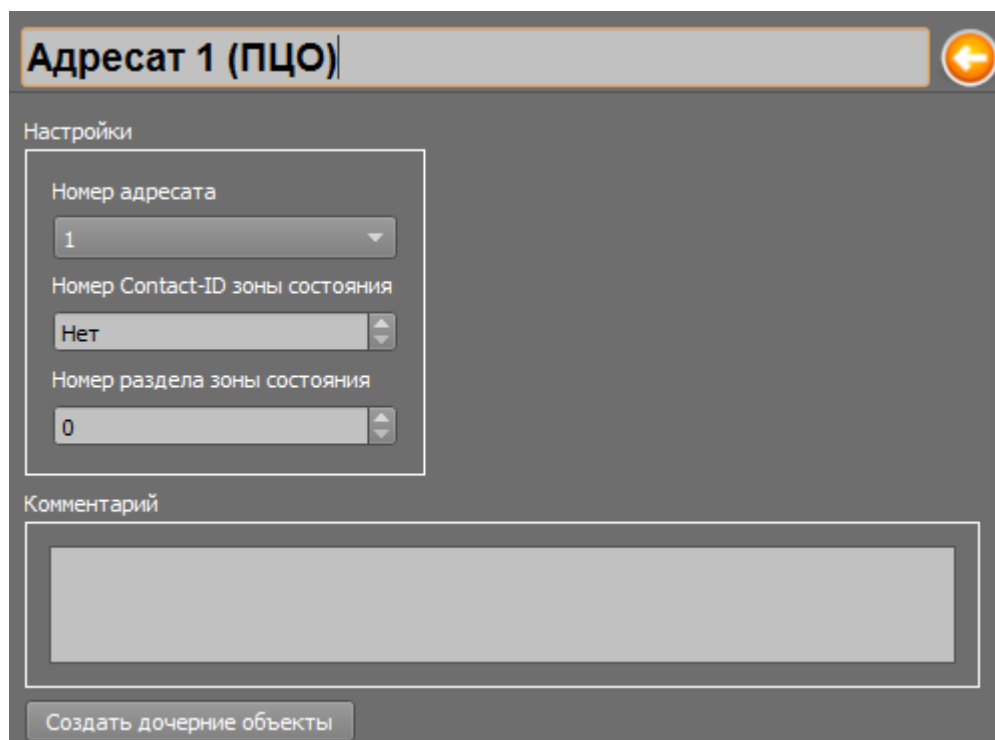 Адресат 1 (ПЦО)
Настройки
Номер адресата
1
Номер Contact-ID зоны состояния
Нет
Номер раздела зоны состояния
0
Комментарий
Создать дочерние объекты